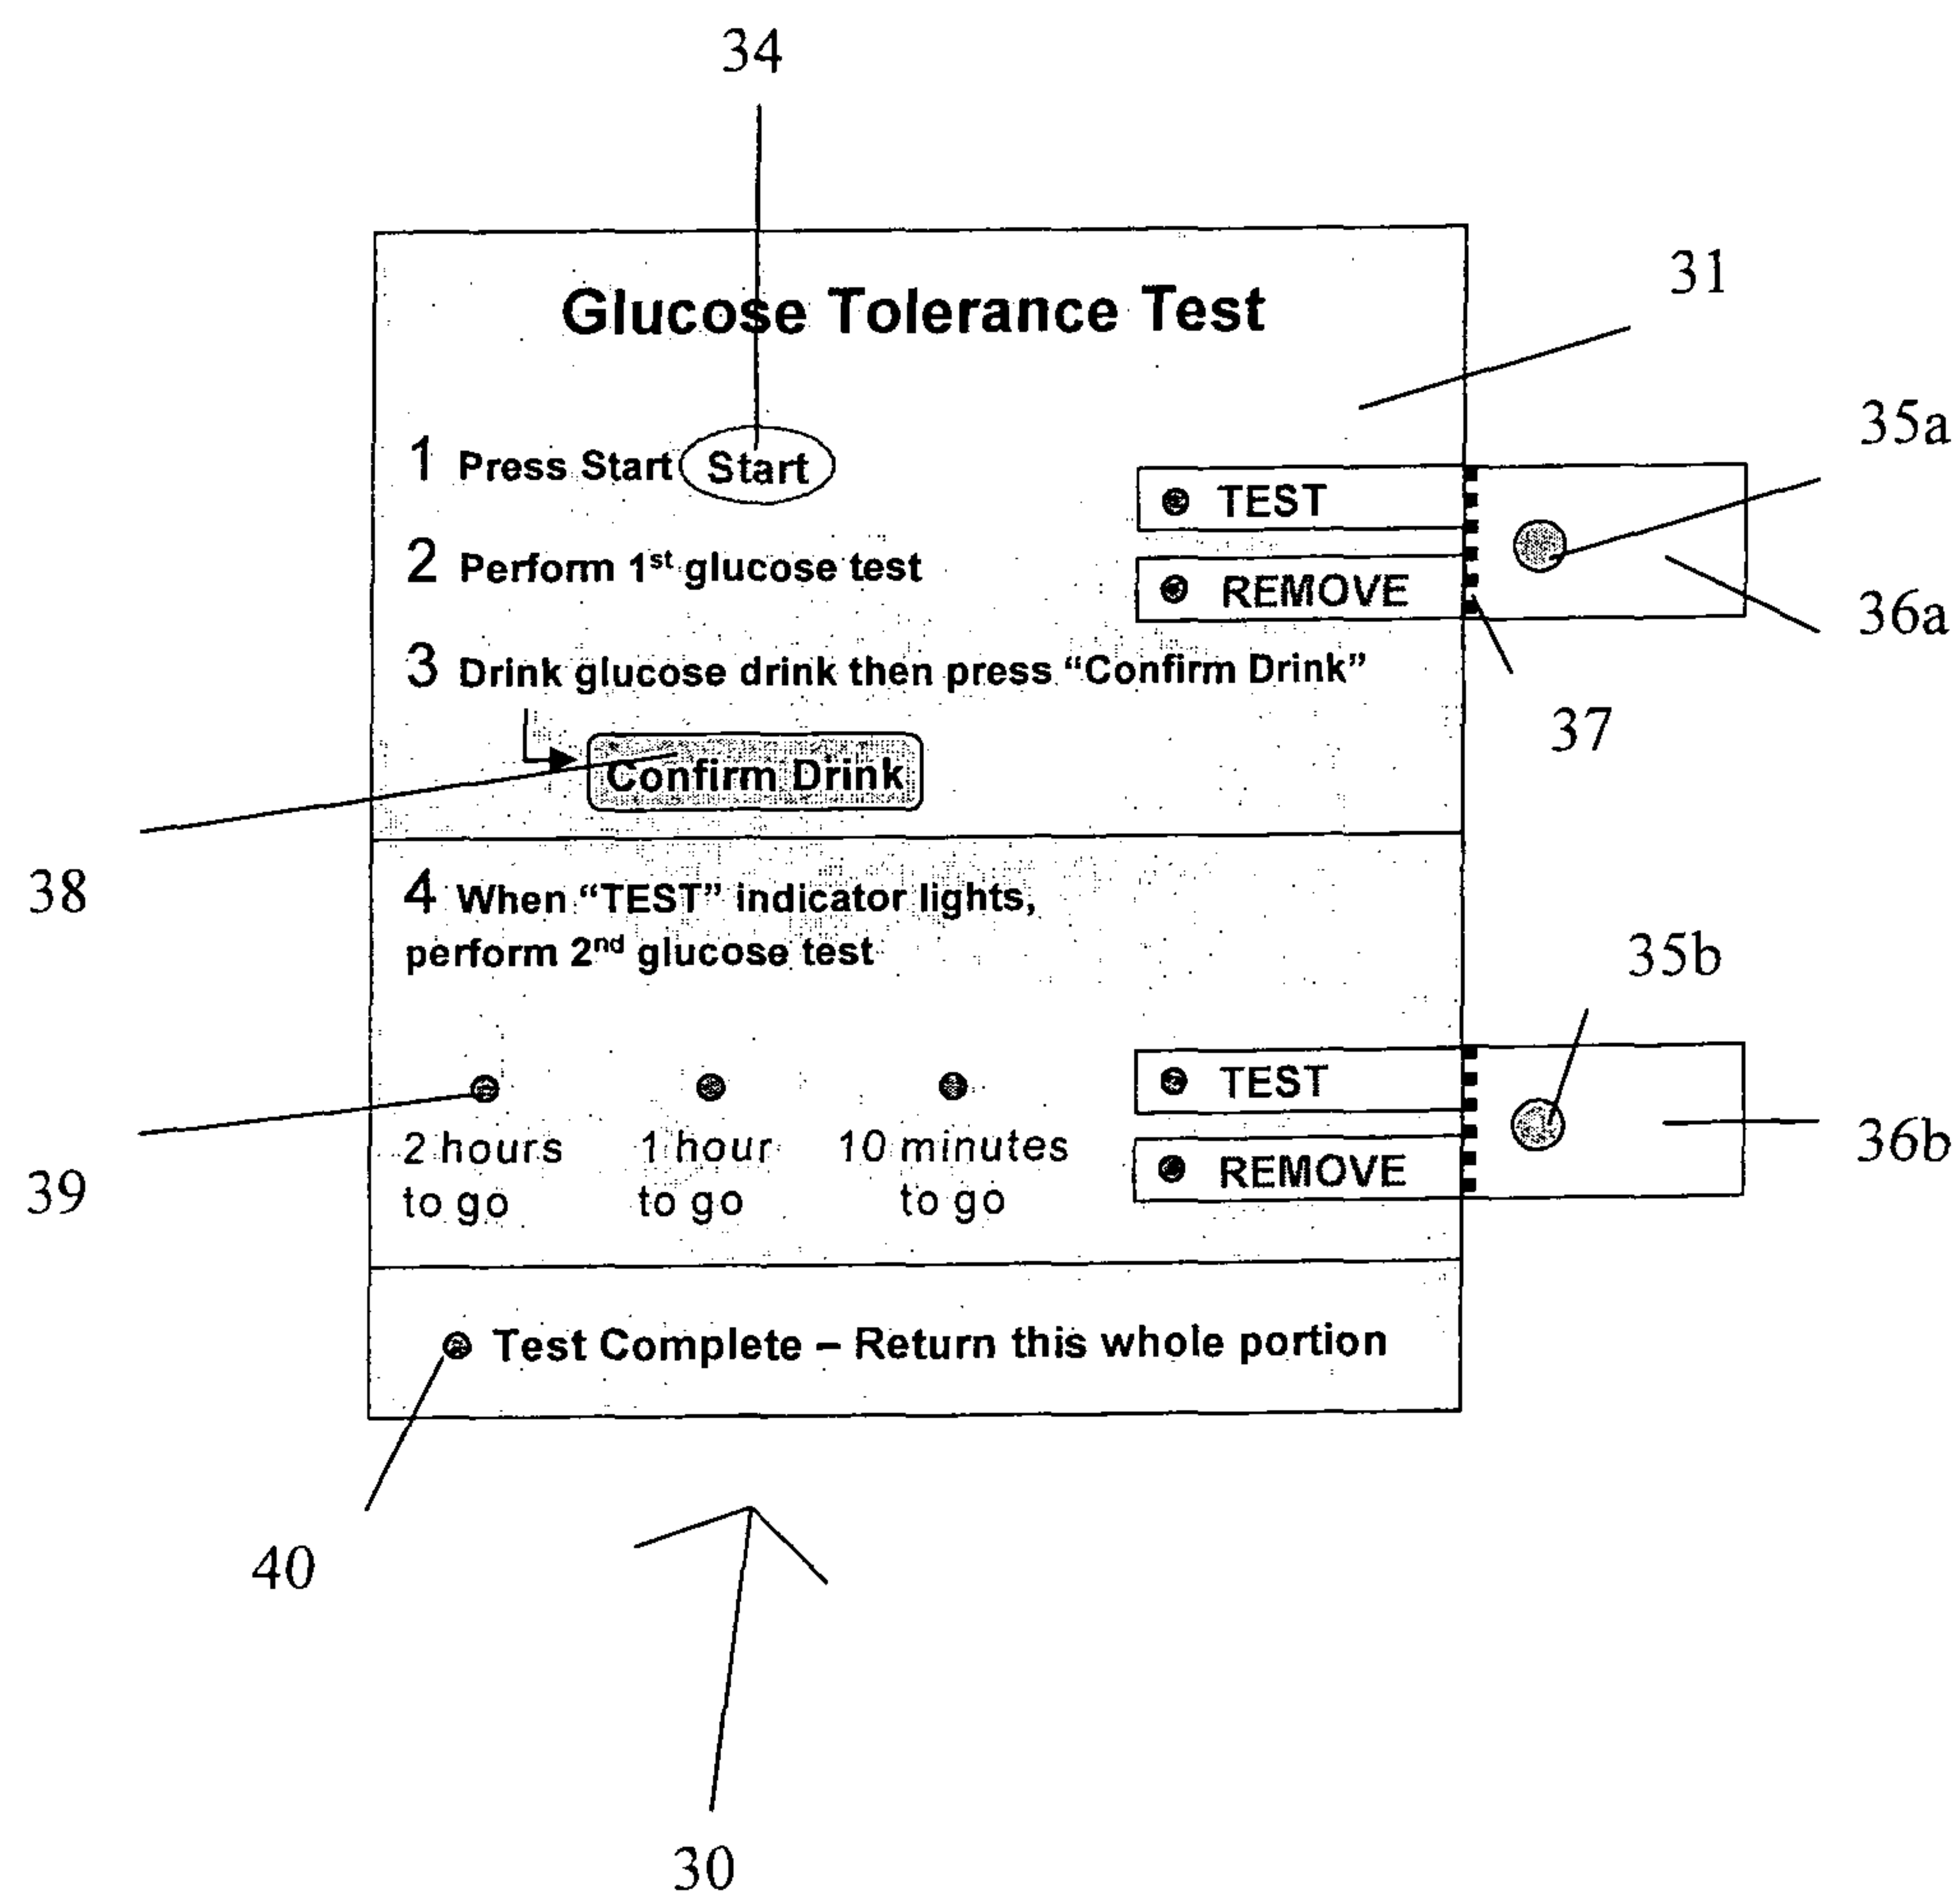 34
31
Glucose Tolerance Test
35a
1 Press Start Start
TEST
2 Perform 1st glucose test
REMOVE
36a
3 Drink glucose drink then press “Confirm Drink”
37
Confirm Drink
38
4 When “TEST” indicator lights,
perform 2nd glucose test
35b
TEST
2 hours
to go
1 hour
to go
10 minutes
to go
REMOVE
36b
39
Test Complete – Return this whole portion
40
30